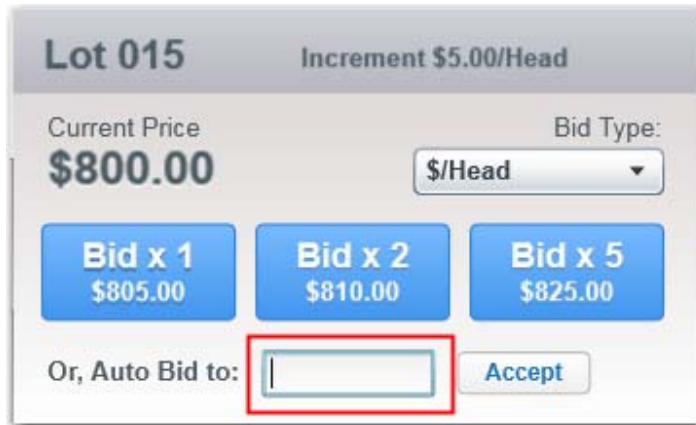 Lot 015 Increment $5.00/Head
Current Price Bid Type:
$800.00 $/Head
Bid x 1 Bid x 2 Bid x 5
$805.00 $810.00 $825.00
Or, Auto Bid to: Accept